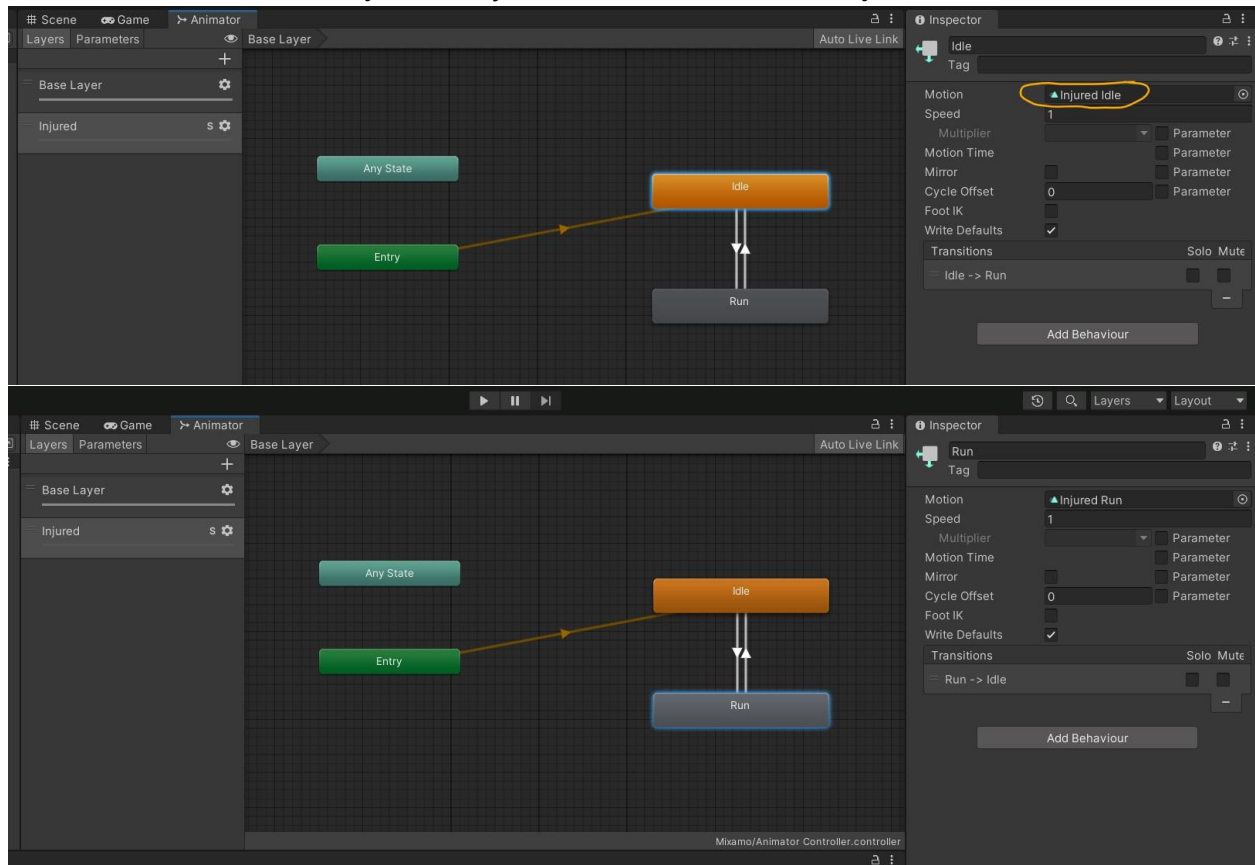 Scene Game Animator
Layers Parameters Base Layer Auto Live Link
Base Layer
Injured S
Any State
Entry
Idle
Run
Inspector
Idle
Tag
Motion Injured Idle
Speed 1
Multiplier Parameter
Motion Time Parameter
Mirror Parameter
Cycle Offset 0 Parameter
Foot IK
Write Defaults
Transitions Solo Mute
Idle -> Run
Add Behaviour
Layers Layout
Scene Game Animator
Layers Parameters Base Layer Auto Live Link
Base Layer
Injured S
Any State
Entry
Idle
Run
Mixamo/Animator Controller.controller
Inspector
Run
Tag
Motion Injured Run
Speed 1
Multiplier Parameter
Motion Time Parameter
Mirror Parameter
Cycle Offset 0 Parameter
Foot IK
Write Defaults
Transitions Solo Mute
Run -> Idle
Add Behaviour